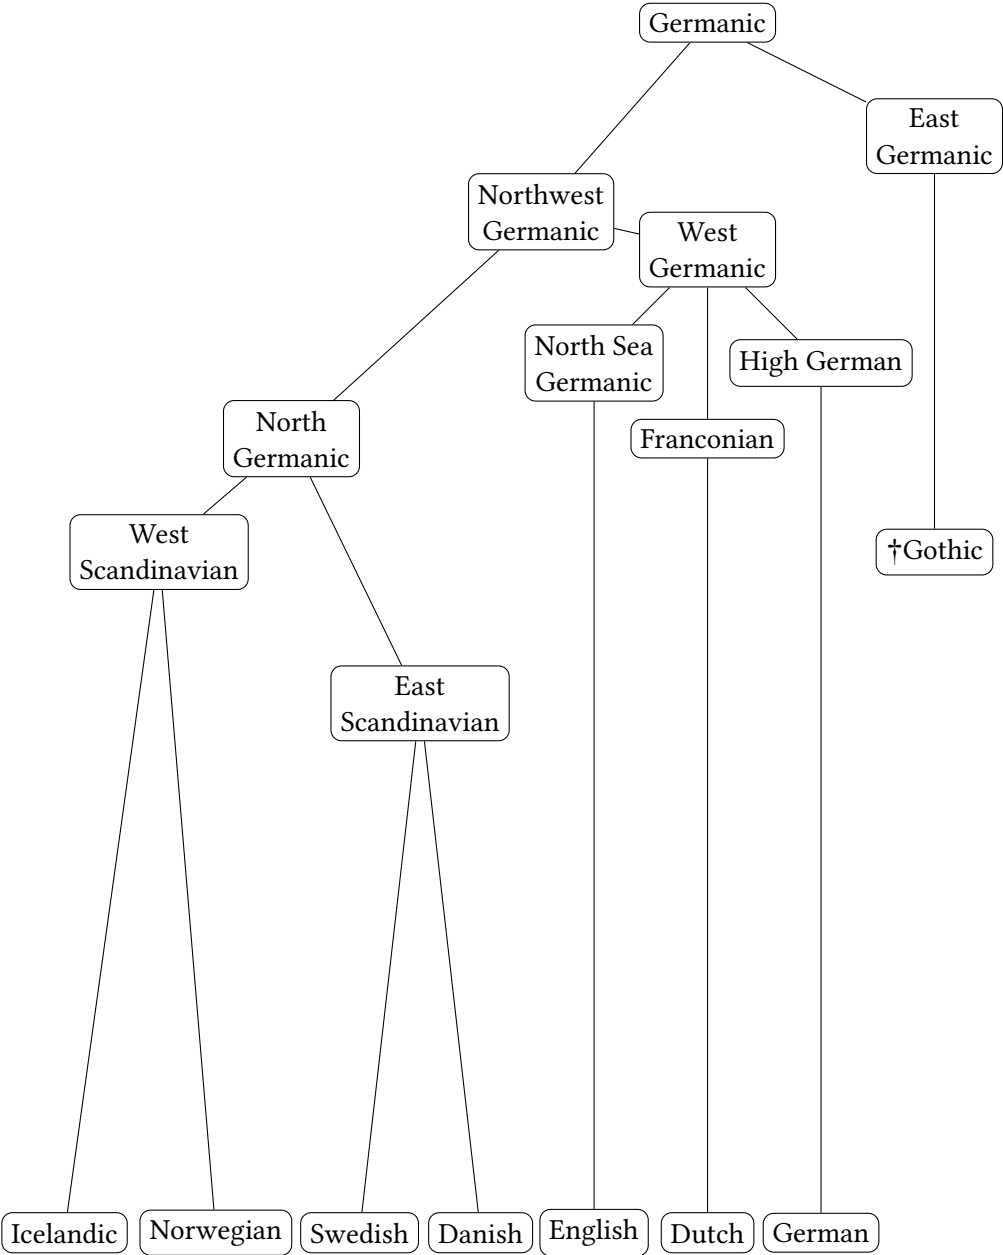 Germanic
East
Germanic
Northwest
Germanic
West
Germanic
North Sea
Germanic
High German
North
Germanic
Franconian
West
Scandinavian
†Gothic
East
Scandinavian
Icelandic
Norwegian
Swedish
Danish
English
Dutch
German